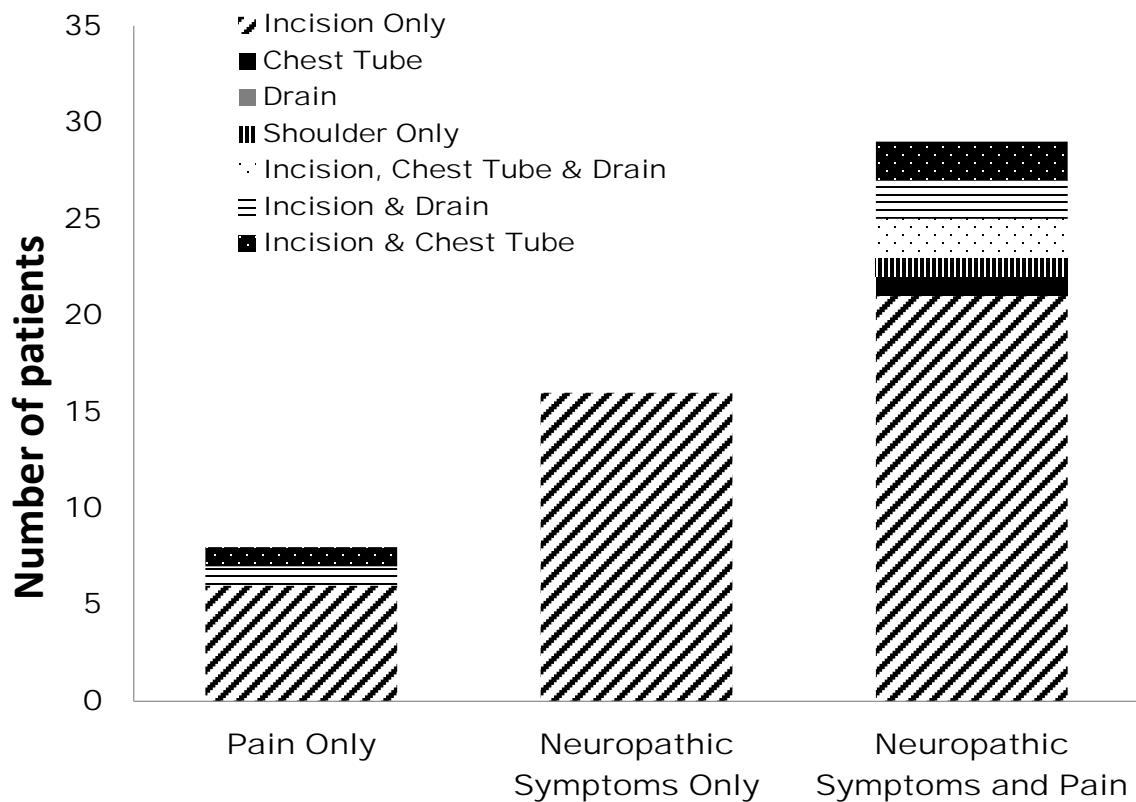 Number of patients
35
30
25
20
15
10
5
0
Incision Only
Chest Tube
Drain
Shoulder Only
Incision, Chest Tube & Drain
Incision & Drain
Incision & Chest Tube
Pain Only
Neuropathic
Symptoms Only
Neuropathic
Symptoms and Pain